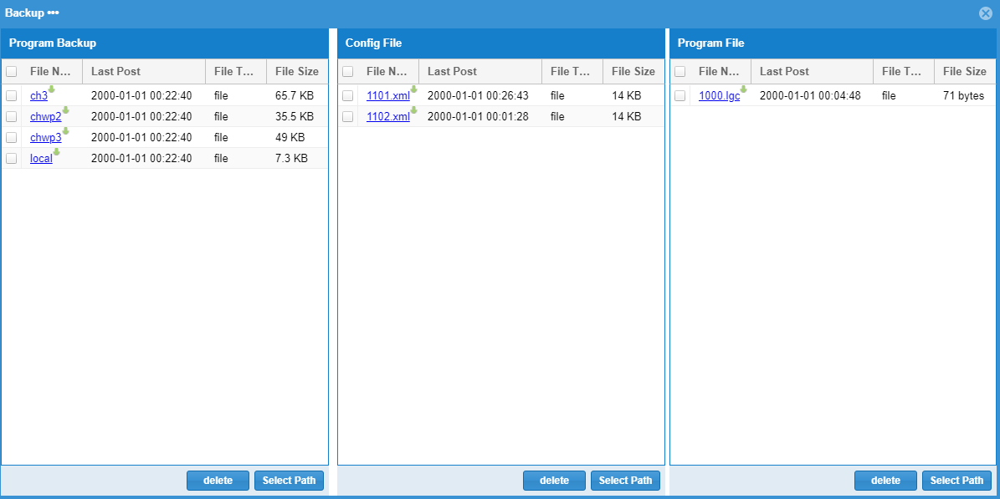 Backup •••
Program Backup
File N... Last Post File T... File Size
ch3 2000-01-01 00:22:40 file 65.7 KB
chwp2 2000-01-01 00:22:40 file 35.5 KB
chwp3 2000-01-01 00:22:40 file 49 KB
local 2000-01-01 00:22:40 file 7.3 KB
delete Select Path
Config File
File N... Last Post File T... File Size
1101.xml 2000-01-01 00:26:43 file 14 KB
1102.xml 2000-01-01 00:01:28 file 14 KB
delete Select Path
Program File
File N... Last Post File T... File Size
1000.lgc 2000-01-01 00:04:48 file 71 bytes
delete Select Path